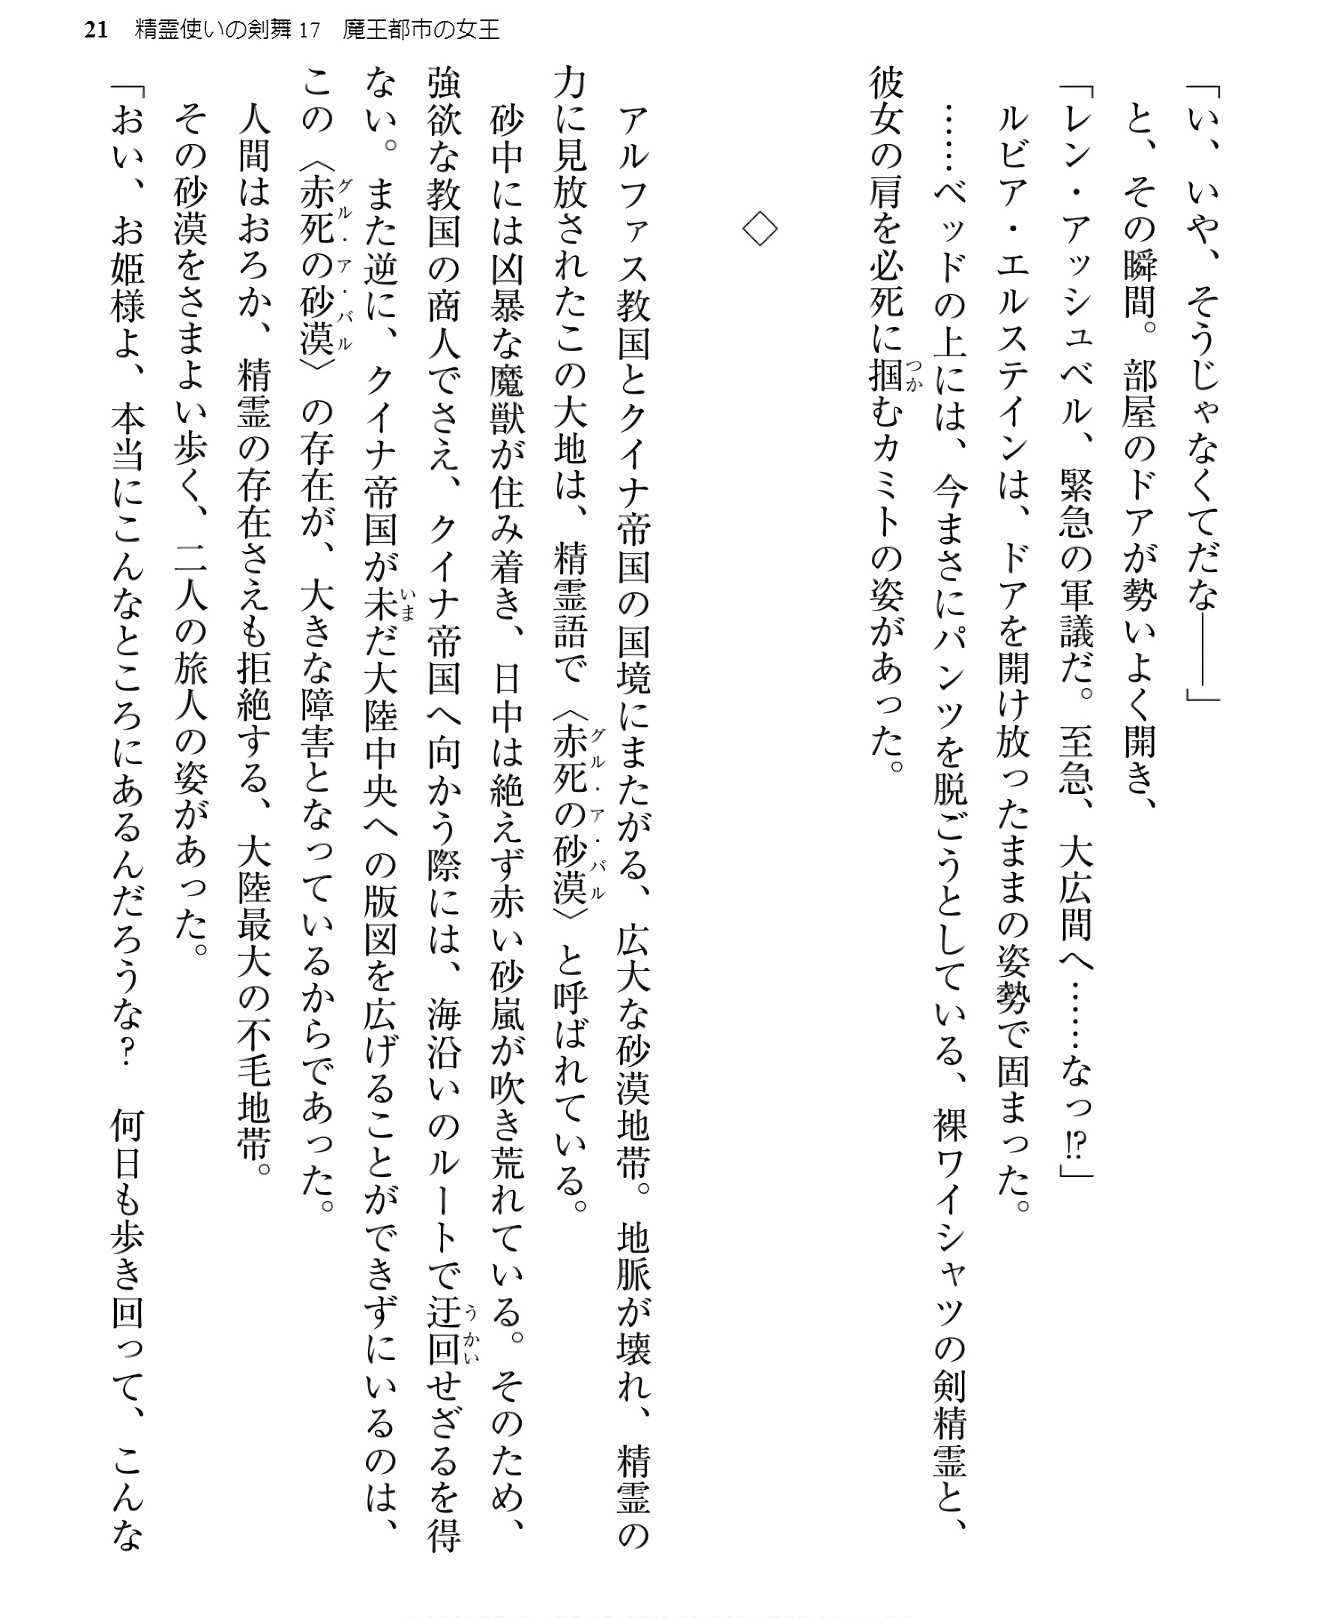 21　精霊使いの剣舞 17　魔王都市の女王
「い、いや、そうじゃなくてだな――」
と、その瞬間。部屋のドアが勢いよく開き、
「レン・アッシュベル、緊急の軍議だ。至急、大広間へ……なっ!?」
ルビア・エルステインは、ドアを開け放ったままの姿勢で固まった。
……ベッドの上には、今まさにパンツを脱ごうとしている、裸ワイシャツの剣精霊と、
彼女の肩を必死に掴むカミトの姿があった。
◇
アルファス教国とクイナ帝国の国境にまたがる、広大な砂漠地帯。地脈が壊れ、精霊の
力に見放されたこの大地は、精霊語で〈赤死の砂漠〉と呼ばれている。
砂中には凶暴な魔獣が住み着き、日中は絶えず赤い砂嵐が吹き荒れている。そのため、
強欲な教国の商人でさえ、クイナ帝国へ向かう際には、海沿いのルートで迂回せざるを得
ない。また逆に、クイナ帝国が未だ大陸中央への版図を広げることができずにいるのは、
この〈赤死の砂漠〉の存在が、大きな障害となっているからであった。
人間はおろか、精霊の存在さえも拒絶する、大陸最大の不毛地帯。
その砂漠をさまよい歩く、二人の旅人の姿があった。
「おい、お姫様よ、本当にこんなところにあるんだろうな?　何日も歩き回って、こんな